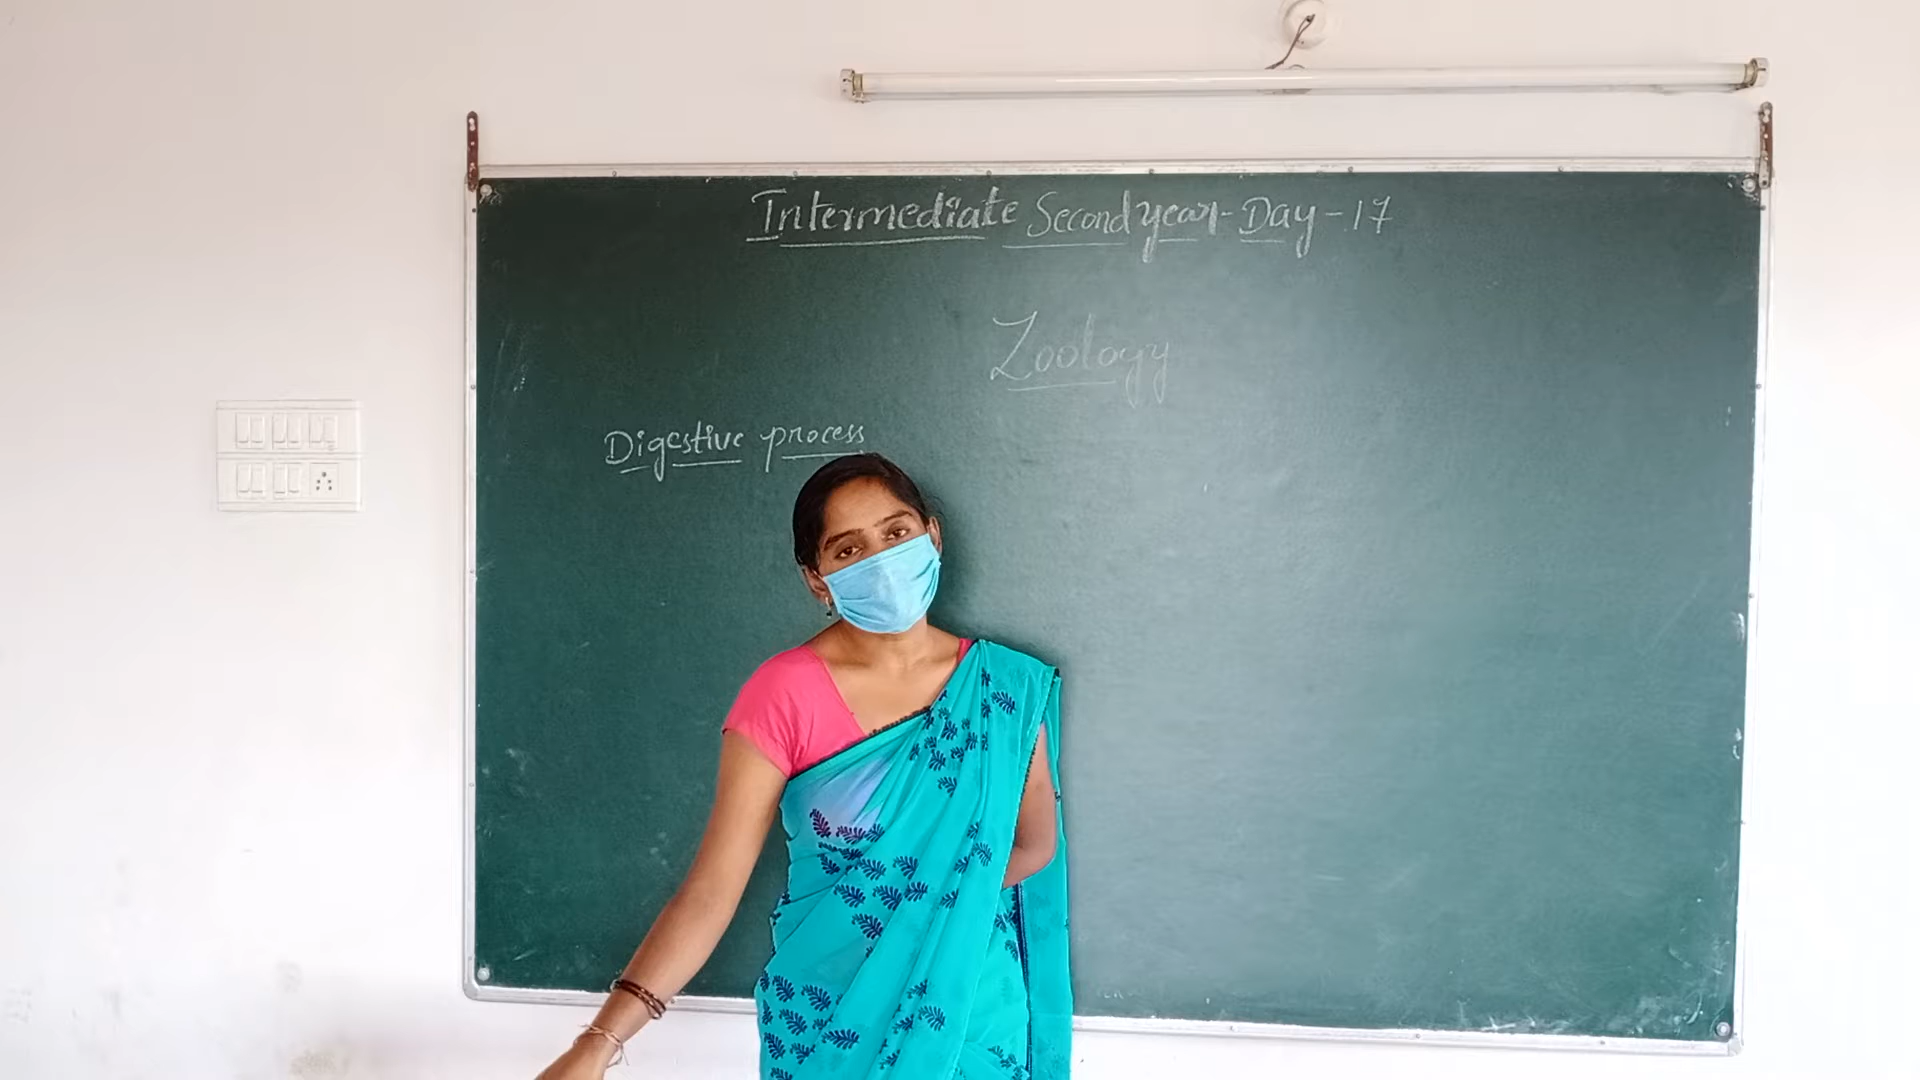 Intermediate Second year - Day - 17
Zoology
Digestive process